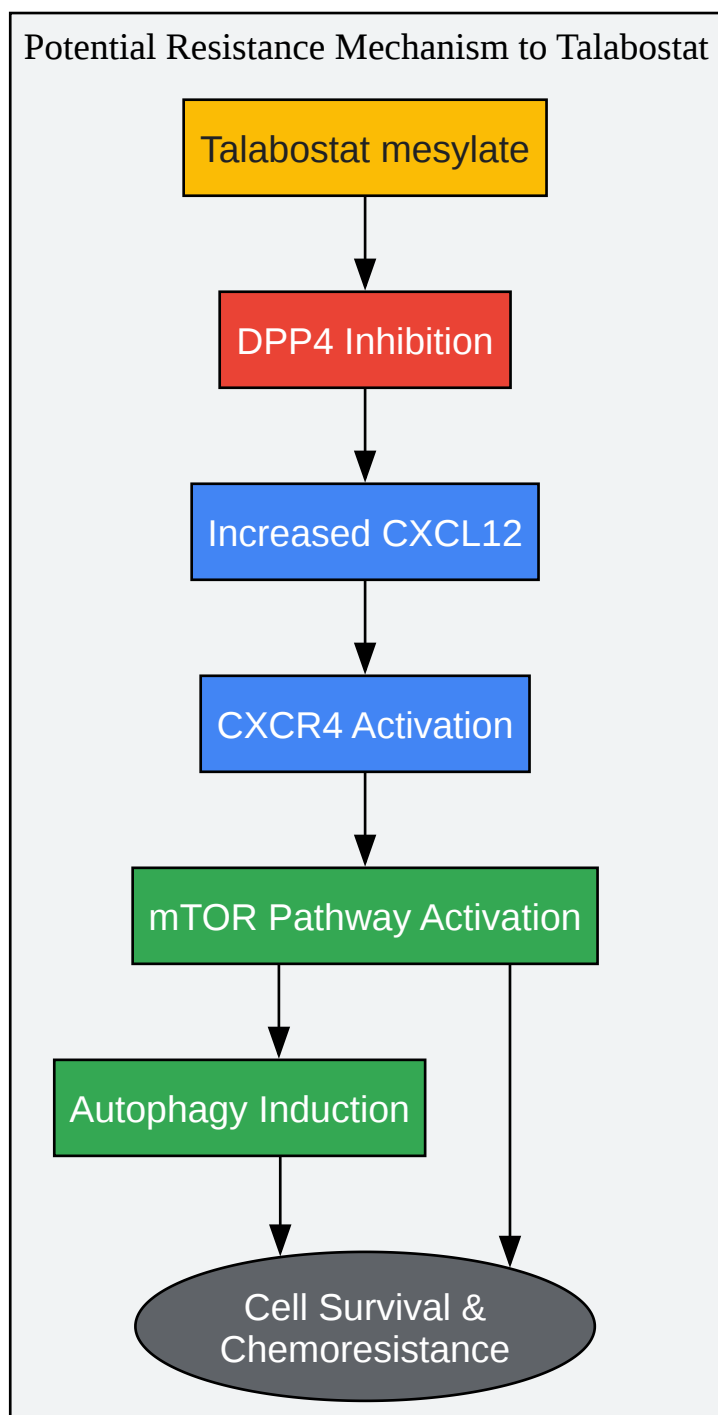 Potential Resistance Mechanism to Talabostat
Talabostat mesylate
DPP4 Inhibition
Increased CXCL12
CXCR4 Activation
mTOR Pathway Activation
Autophagy Induction
Cell Survival &
Chemoresistance